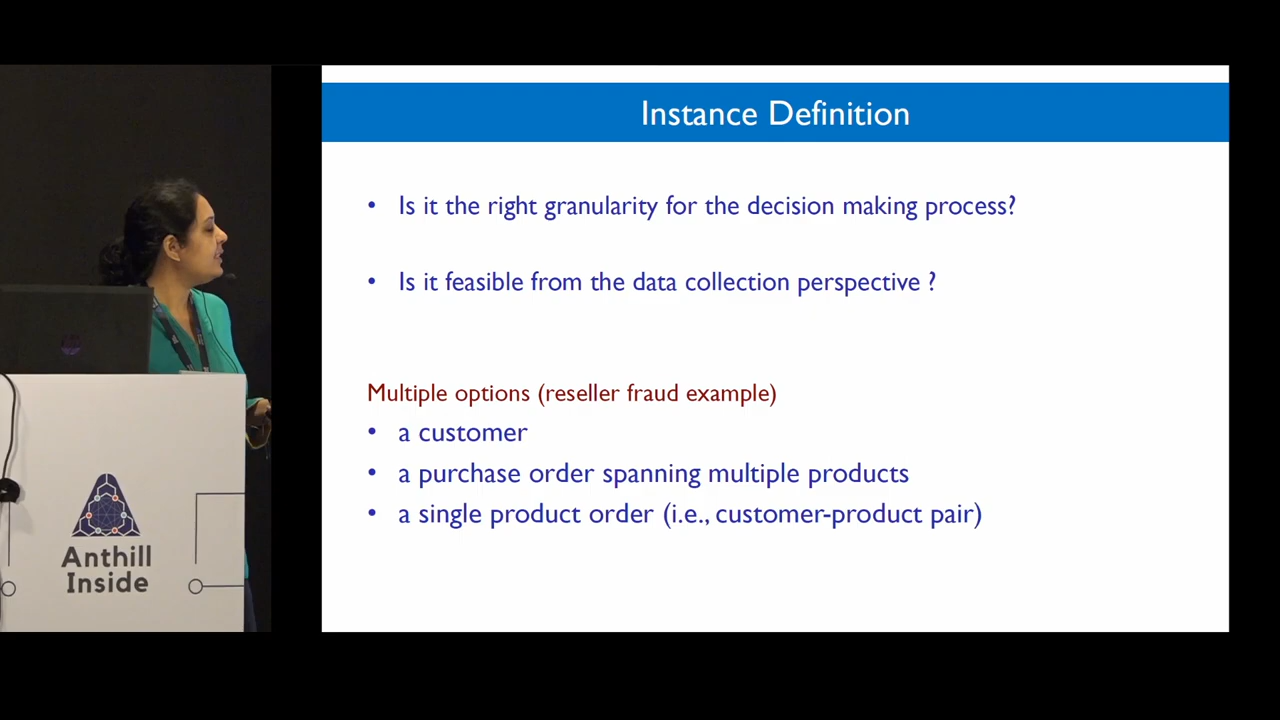 Instance Definition
• Is it the right granularity for the decision making process?
• Is it feasible from the data collection perspective ?
Multiple options (reseller fraud example)
• a customer
• a purchase order spanning multiple products
• a single product order (i.e., customer-product pair)
Anthill
Inside